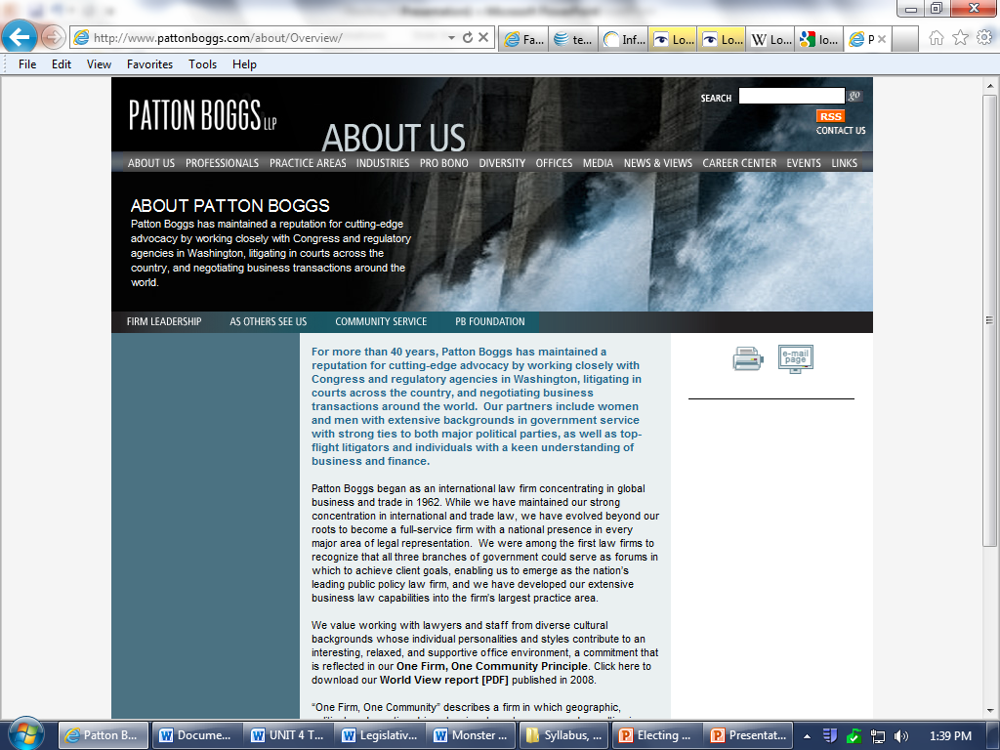 http://www.pattonboggs.com/about/Overview/
Fa...
te...
Inf...
Lo...
Lo...
Lo...
lo...
P
File Edit View Favorites Tools Help
PATTON BOGGS LLP
ABOUT US
SEARCH
go
RSS
CONTACT US
ABOUT US PROFESSIONALS PRACTICE AREAS INDUSTRIES PRO BONO DIVERSITY OFFICES MEDIA NEWS & VIEWS CAREER CENTER EVENTS LINKS
ABOUT PATTON BOGGS
Patton Boggs has maintained a reputation for cutting-edge
advocacy by working closely with Congress and regulatory
agencies in Washington, litigating in courts across the
country, and negotiating business transactions around the
world.
FIRM LEADERSHIP AS OTHERS SEE US COMMUNITY SERVICE PB FOUNDATION
For more than 40 years, Patton Boggs has maintained a
reputation for cutting-edge advocacy by working closely with
Congress and regulatory agencies in Washington, litigating in
courts across the country, and negotiating business
transactions around the world. Our partners include women
and men with extensive backgrounds in government service
with strong ties to both major political parties, as well as top-
flight litigators and individuals with a keen understanding of
business and finance.
e-mail
page
Patton Boggs began as an international law firm concentrating in global
business and trade in 1962. While we have maintained our strong
concentration in international and trade law, we have evolved beyond our
roots to become a full-service firm with a national presence in every
major area of legal representation. We were among the first law firms to
recognize that all three branches of government could serve as forums in
which to achieve client goals, enabling us to emerge as the nation's
leading public policy law firm, and we have developed our extensive
business law capabilities into the firm's largest practice area.
We value working with lawyers and staff from diverse cultural
backgrounds whose individual personalities and styles contribute to an
interesting, relaxed, and supportive office environment, a commitment that
is reflected in our One Firm, One Community Principle. Click here to
download our World View report [PDF] published in 2008.
“One Firm, One Community” describes a firm in which geographic,
Patton B... Docume... UNIT 4 T... Legislativ... Monster ... Syllabus, ... Electing ... Presentat... 1:39 PM